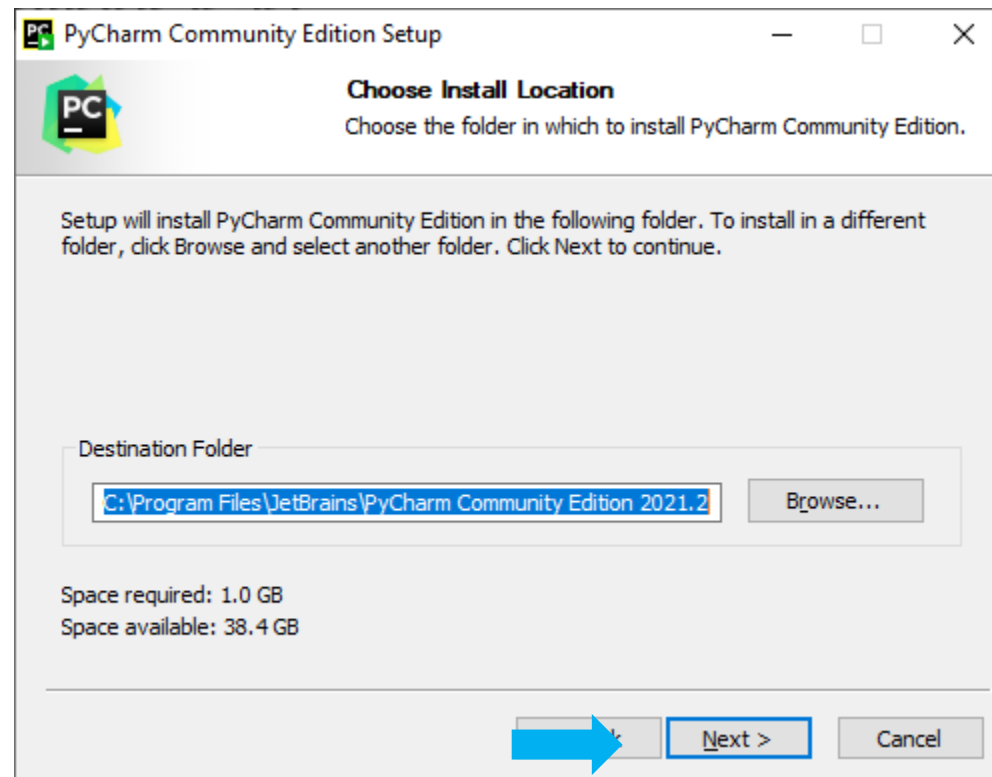 PyCharm Community Edition Setup
PC
Choose Install Location
Choose the folder in which to install PyCharm Community Edition.
Setup will install PyCharm Community Edition in the following folder. To install in a different
folder, click Browse and select another folder. Click Next to continue.
Destination Folder
C:\Program Files\JetBrains\PyCharm Community Edition 2021.2
Browse...
Space required: 1.0 GB
Space available: 38.4 GB
Next >
Cancel